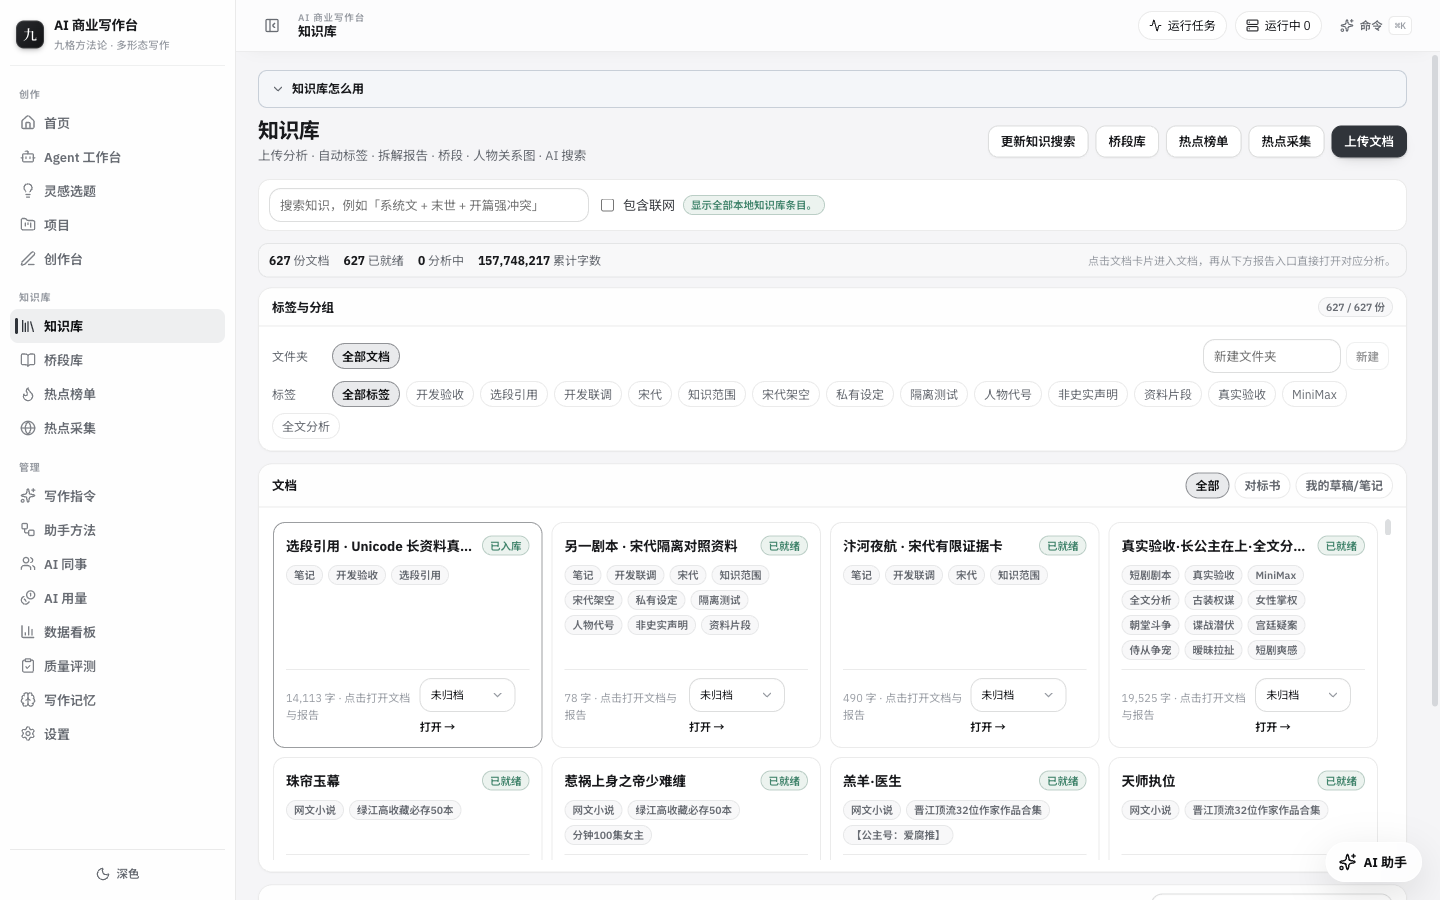 九
AI 商业写作台
九格方法论 · 多形态写作
创作
首页
Agent 工作台
灵感选题
项目
创作台
知识库
知识库
桥段库
热点榜单
热点采集
管理
写作指令
助手方法
AI 同事
AI 用量
数据看板
质量评测
写作记忆
设置
深色
AI 商业写作台
知识库
运行任务
运行中 0
命令 ⌘K
知识库怎么用
知识库
上传分析 · 自动标签 · 拆解报告 · 桥段 · 人物关系图 · AI 搜索
更新知识搜索 桥段库 热点榜单 热点采集 上传文档
搜索知识，例如「系统文 + 末世 + 开篇强冲突」 包含联网 显示全部本地知识库条目。
627 份文档 627 已就绪 0 分析中 157,748,217 累计字数 点击文档卡片进入文档，再从下方报告入口直接打开对应分析。
标签与分组 627 / 627 份
文件夹 全部文档 新建文件夹 新建
标签 全部标签 开发验收 选段引用 开发联调 宋代 知识范围 宋代架空 私有设定 隔离测试 人物代号 非史实声明 资料片段 真实验收 MiniMax
全文分析
文档 全部 对标书 我的草稿/笔记
选段引用 · Unicode 长资料真... 已入库
笔记 开发验收 选段引用
14,113 字 · 点击打开文档与报告
未归档
打开 →
另一剧本 · 宋代隔离对照资料 已就绪
笔记 开发联调 宋代 知识范围
宋代架空 私有设定 隔离测试
人物代号 非史实声明 资料片段
78 字 · 点击打开文档与报告
未归档
打开 →
汴河夜航 · 宋代有限证据卡 已就绪
笔记 开发联调 宋代 知识范围
490 字 · 点击打开文档与报告
未归档
打开 →
真实验收·长公主在上·全文分... 已就绪
短剧剧本 真实验收 MiniMax
全文分析 古装权谋 女性掌权
朝堂斗争 谍战潜伏 宫廷疑案
侍从争宠 暧昧拉扯 短剧爽感
19,525 字 · 点击打开文档与报告
未归档
打开 →
珠帘玉幕 已就绪
网文小说 绿江高收藏必存50本
惹祸上身之帝少难缠 已就绪
网文小说 绿江高收藏必存50本
分钟100集女主
羔羊·医生 已就绪
网文小说 晋江顶流32位作家作品合集
【公主号：爱腐推】
天师执位 已就绪
网文小说 晋江顶流32位作家作品合集
AI 助手